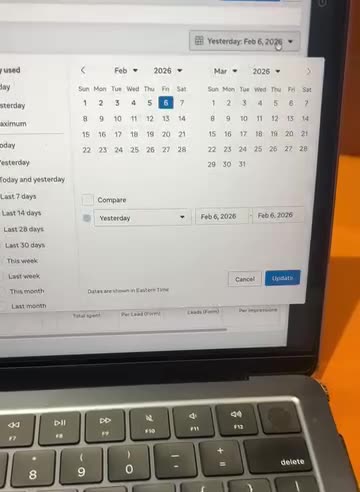 Yesterday: Feb 6, 2026
y used
day
sterday
aximum
oday
Yesterday
Today and yesterday
Last 7 days
Last 14 days
Last 28 days
Last 30 days
This week
Last week
This month
Last month
Feb 2026
Sun Mon Tue Wed Thu Fri Sat
1 2 3 4 5 6 7
8 9 10 11 12 13 14
15 16 17 18 19 20 21
22 23 24 25 26 27 28
Mar 2026
Sun Mon Tue Wed Thu Fri Sat
1 2 3 4 5 6 7
8 9 10 11 12 13 14
15 16 17 18 19 20 21
22 23 24 25 26 27 28
29 30 31
Compare
Yesterday Feb 6, 2026 - Feb 6, 2026
Cancel Update
Dates are shown in Eastern Time
Total spent Per Lead (Form) Leads (Form) Per Impressions
F7 F8 F9 F10 F11 F12
* ( ) — +
8 9 0 - = delete
{ }